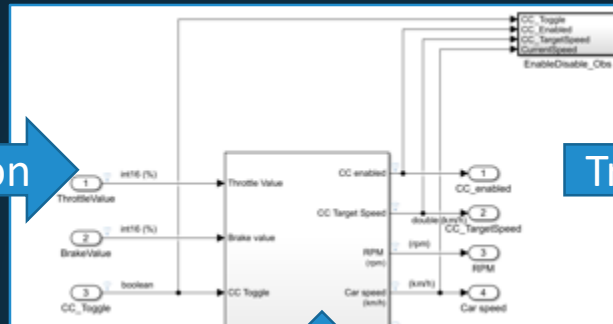 CC_Toggle
CC_Enabled
CC_TargetSpeed
CurrentSpeed
EnableDisable_Obs
on
1
int16 (%)
ThrottleValue
Throttle Value
CC enabled
1
CC_enabled
Tr
2
int16 (%)
BrakeValue
Brake value
CC Target Speed
double (km/h)
2
CC_TargetSpeed
RPM
(rpm)
(rpm)
3
RPM
3
boolean
CC_Toggle
CC Toggle
Car speed
(km/h)
(km/h)
4
Car speed